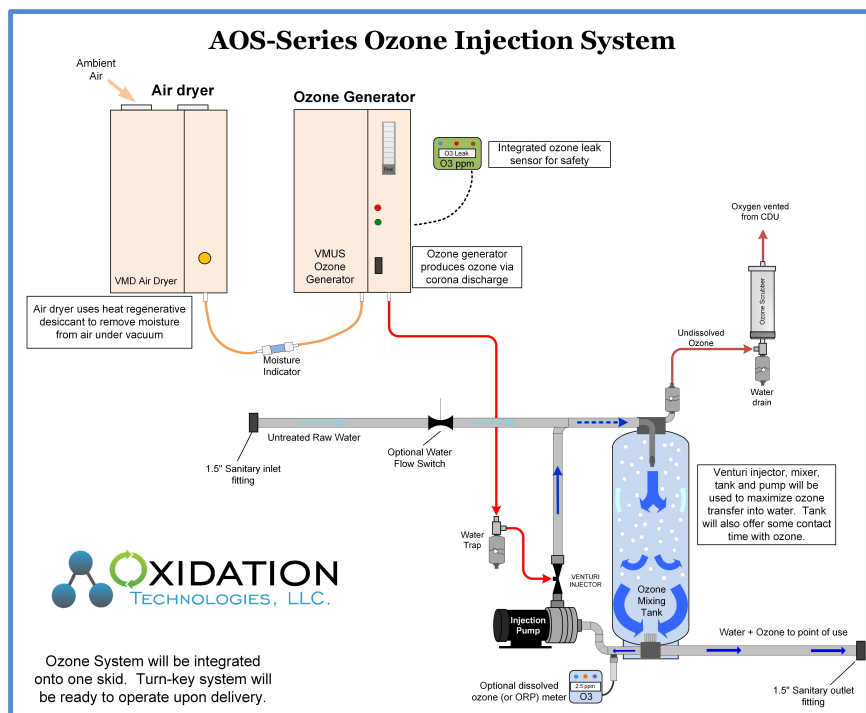 AOS-Series Ozone Injection System
Ambient
Air
Air dryer
Ozone Generator
O3 Leak
O3 ppm
Integrated ozone leak
sensor for safety
Flow
VMD Air Dryer
VMUS
Ozone
Generator
Ozone generator
produces ozone via
corona discharge
Air dryer uses heat regenerative
desiccant to remove moisture
from air under vacuum
Moisture
Indicator
Oxygen vented
from CDU
Ozone Scrubber
Undissolved
Ozone
Water
drain
Untreated Raw Water
1.5" Sanitary inlet
fitting
Optional Water
Flow Switch
Venturi injector, mixer,
tank and pump will be
used to maximize ozone
transfer into water. Tank
will also offer some contact
time with ozone.
Water
Trap
VENTURI
INJECTOR
Injection
Pump
Ozone
Mixing
Tank
Water + Ozone to point of use
1.5" Sanitary outlet
fitting
Optional dissolved
ozone (or ORP) meter
2.5 ppm
O3
OXIDATION
TECHNOLOGIES, LLC.
Ozone System will be integrated
onto one skid. Turn-key system will
be ready to operate upon delivery.